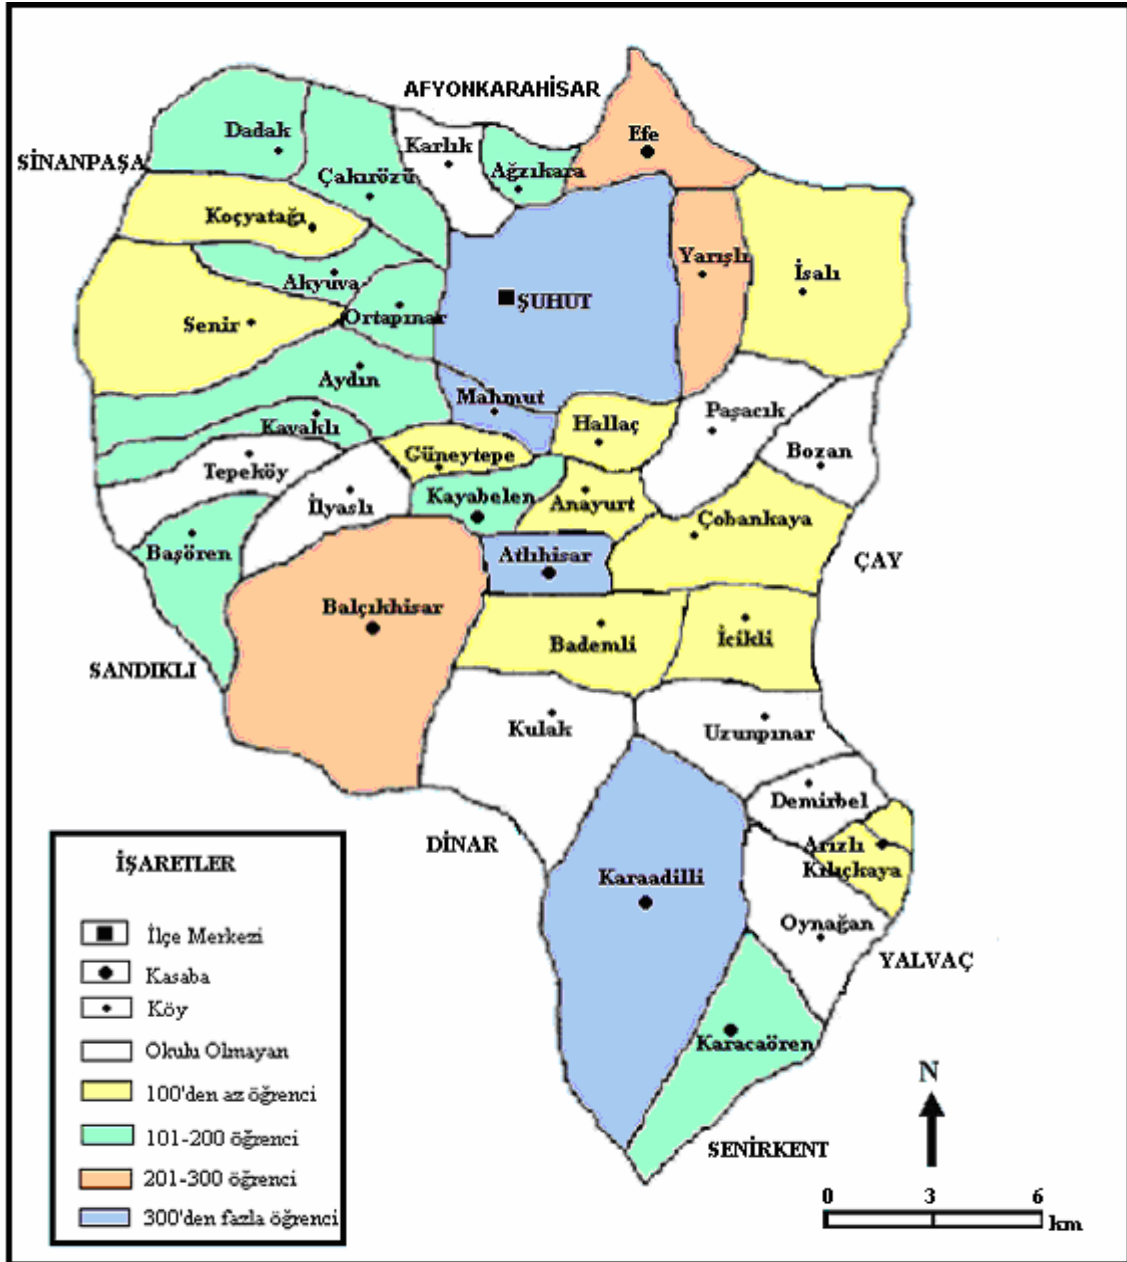 AFYONKARAHİSAR
Efe
Dadak
Karlık
SİNANPAŞA
Ağzıkara
Çakırözü
Koçyatağı
Yarışlı
İsalı
Akyuva
ŞUHUT
Ortapınar
Senir
Aydın
Mahmut
Paşacık
Hallaç
Kavaklı
Bozan
Güneytepe
Tepeköy
Kayabelen
Anayurt
İlyaslı
Çobankaya
Başören
Atlıhisar
ÇAY
Balçıkhisar
Bademli
İcikli
SANDIKLI
Kulak
Uzunpınar
Demirbel
DİNAR
Arızlı
Kılıçkaya
Karaadilli
Oynağan
YALVAÇ
Karacaören
SENİRKENT
İŞARETLER
İlçe Merkezi
Kasaba
Köy
Okulu Olmayan
100'den az öğrenci
101-200 öğrenci
201-300 öğrenci
300'den fazla öğrenci
N
0 3 6
km